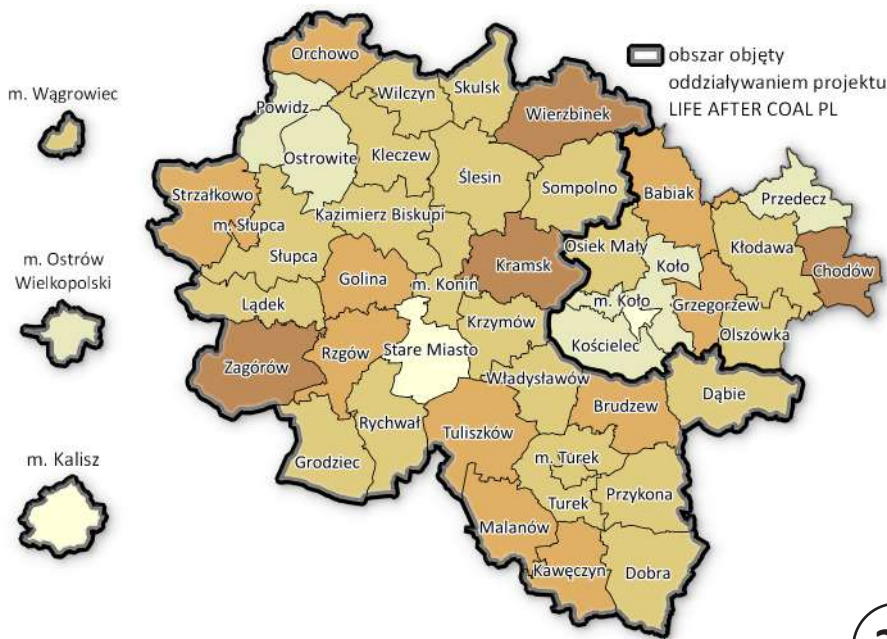 Orchowo
obszar objęty
oddziaływaniem projektu
LIFE AFTER COAL PL
m. Wągrowiec
Wilczyn
Skulsk
Powidz
Wierzbinek
Ostrowite
Kleczew
Ślesin
Sompolno
Strzałkowo
Babiak
Przedecz
m. Słupca
Kazimierz Biskupi
Słupca
Osiek Mały
Kłodawa
m. Ostrów
Wielkopolski
Golina
Kramsk
Koło
Chodów
m. Konin
Lądek
m. Koło
Grzegorzew
Krzymów
Olszówka
Zagórów
Rzgów
Stare Miasto
Kościelec
Władysławów
Dąbie
Rychwał
Brudzew
Tuliszków
m. Kalisz
Grodziec
m. Turek
Przykona
Turek
Malanów
Kawęczyn
Dobra